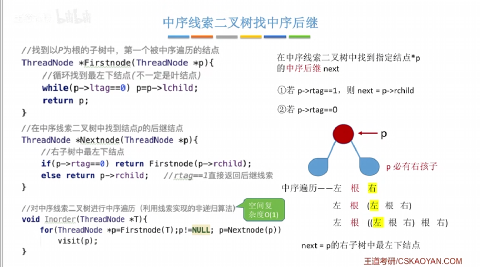 中序线索二叉树找中序后继
//找到以P为根的子树中，第一个被中序遍历的结点
ThreadNode *Firstnode(ThreadNode *p){
//循环找到最左下结点(不一定是叶结点)
while(p->ltag==0) p=p->lchild;
return p;
}
//在中序线索二叉树中找到结点p的后继结点
ThreadNode *Nextnode(ThreadNode *p){
//右子树中最左下结点
if(p->rtag==0) return Firstnode(p->rchild);
else return p->rchild; //rtag==1直接返回后继线索
}
//对中序线索二叉树进行中序遍历（利用线索实现的非递归算法）
void Inorder(ThreadNode *T){
for(ThreadNode *p=Firstnode(T);p!=NULL; p=Nextnode(p))
visit(p);
}
空间复
杂度O(1)
在中序线索二叉树中找到指定结点*p
的中序后继 next
①若 p->rtag==1，则 next = p->rchild
②若 p->rtag==0
p
p 必有右孩子
中序遍历——左 根 右
左 根 (左 根 右)
左 根 ((左 根 右) 根 右)
next = p的右子树中最左下结点
王道考研/CSKAOYAN.COM